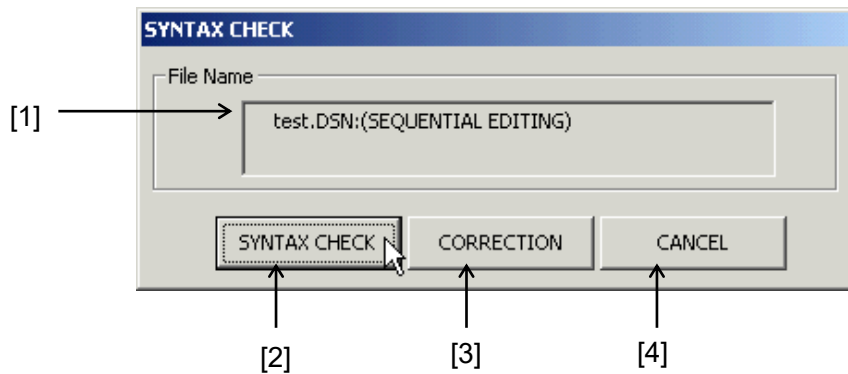 SYNTAX CHECK
File Name
[1]
test.DSN:(SEQUENTIAL EDITING)
SYNTAX CHECK CORRECTION CANCEL
[2] [3] [4]